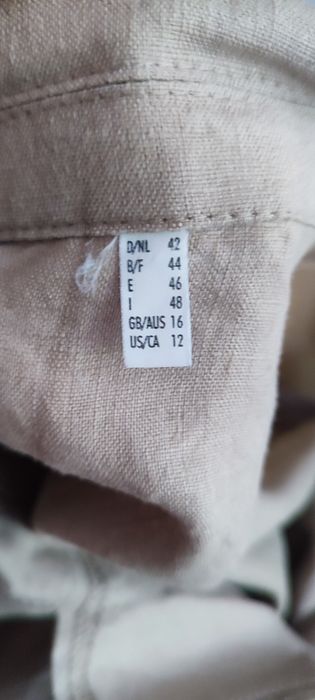 D/NL 42
B/F 44
E 46
I 48
GB/AUS 16
US/CA 12